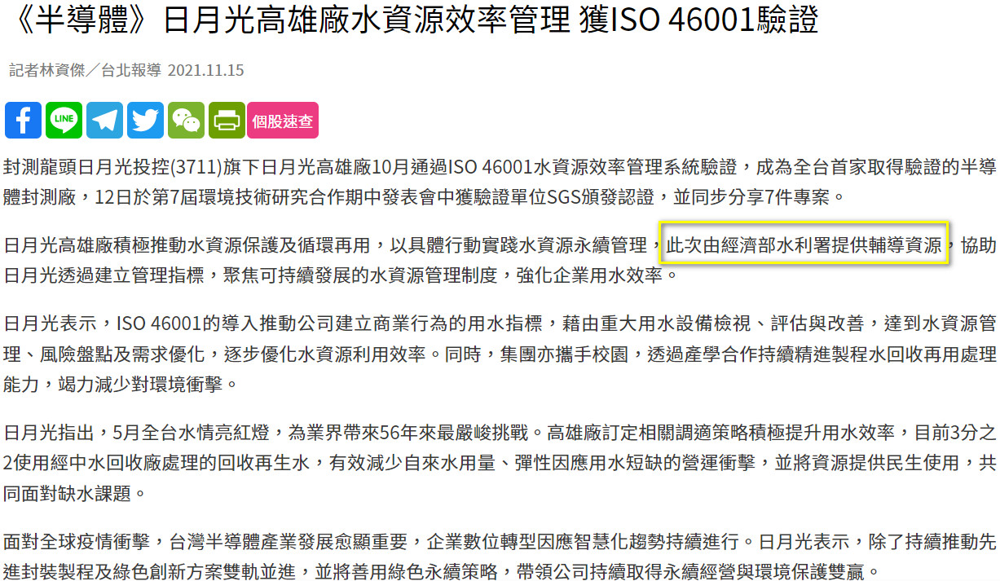 《半導體》日月光高雄廠水資源效率管理 獲ISO 46001驗證
記者林資傑／台北報導 2021.11.15
LINE
個股速查
封測龍頭日月光投控(3711)旗下日月光高雄廠10月通過ISO 46001水資源效率管理系統驗證，成為全台首家取得驗證的半導
體封測廠，12日於第7屆環境技術研究合作期中發表會中獲驗證單位SGS頒發認證，並同步分享7件專案。
日月光高雄廠積極推動水資源保護及循環再用，以具體行動實踐水資源永續管理，此次由經濟部水利署提供輔導資源，協助
日月光透過建立管理指標，聚焦可持續發展的水資源管理制度，強化企業用水效率。
日月光表示，ISO 46001的導入推動公司建立商業行為的用水指標，藉由重大用水設備檢視、評估與改善，達到水資源管
理、風險盤點及需求優化，逐步優化水資源利用效率。同時，集團亦攜手校園，透過產學合作持續精進製程水回收再用處理
能力，竭力減少對環境衝擊。
日月光指出，5月全台水情亮紅燈，為業界帶來56年來最嚴峻挑戰。高雄廠訂定相關調適策略積極提升用水效率，目前3分之
2使用經中水回收廠處理的回收再生水，有效減少自來水用量、彈性因應用水短缺的營運衝擊，並將資源提供民生使用，共
同面對缺水課題。
面對全球疫情衝擊，台灣半導體產業發展愈顯重要，企業數位轉型因應智慧化趨勢持續進行。日月光表示，除了持續推動先
進封裝製程及綠色創新方案雙軌並進，並將善用綠色永續策略，帶領公司持續取得永續經營與環境保護雙贏。